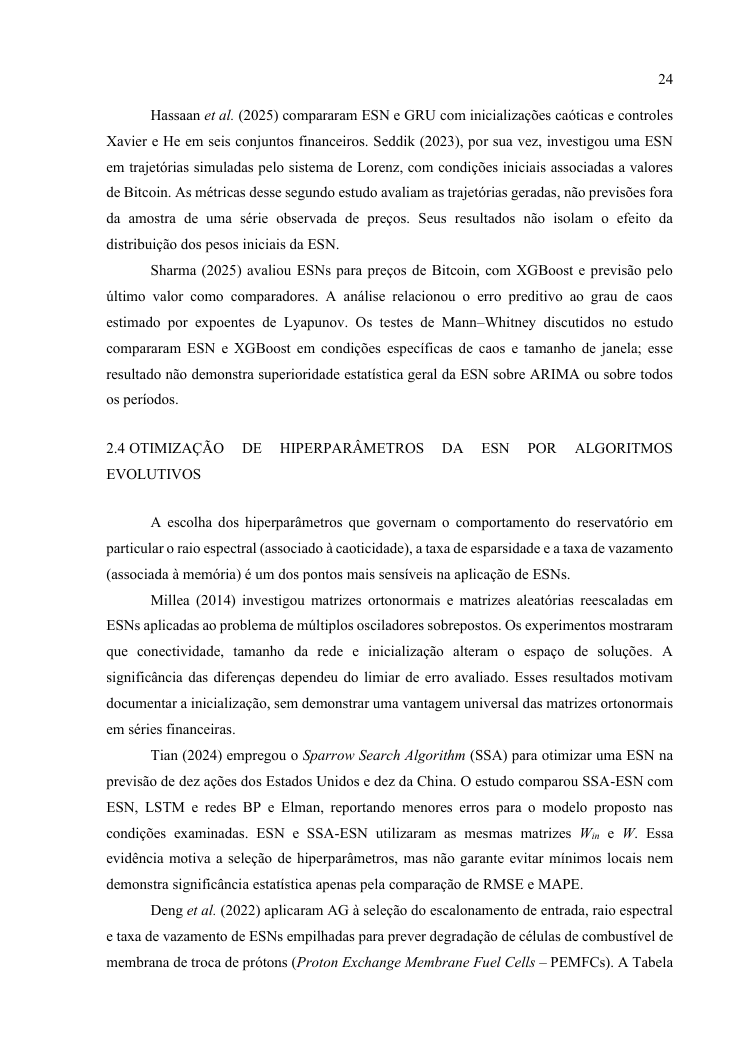 24
Hassaan et al. (2025) compararam ESN e GRU com inicializações caóticas e controles
Xavier e He em seis conjuntos financeiros. Seddik (2023), por sua vez, investigou uma ESN
em trajetórias simuladas pelo sistema de Lorenz, com condições iniciais associadas a valores
de Bitcoin. As métricas desse segundo estudo avaliam as trajetórias geradas, não previsões fora
da amostra de uma série observada de preços. Seus resultados não isolam o efeito da
distribuição dos pesos iniciais da ESN.
Sharma (2025) avaliou ESNs para preços de Bitcoin, com XGBoost e previsão pelo
último valor como comparadores. A análise relacionou o erro preditivo ao grau de caos
estimado por expoentes de Lyapunov. Os testes de Mann–Whitney discutidos no estudo
compararam ESN e XGBoost em condições específicas de caos e tamanho de janela; esse
resultado não demonstra superioridade estatística geral da ESN sobre ARIMA ou sobre todos
os períodos.
2.4 OTIMIZAÇÃO DE HIPERPARÂMETROS DA ESN POR ALGORITMOS
EVOLUTIVOS
A escolha dos hiperparâmetros que governam o comportamento do reservatório em
particular o raio espectral (associado à caoticidade), a taxa de esparsidade e a taxa de vazamento
(associada à memória) é um dos pontos mais sensíveis na aplicação de ESNs.
Millea (2014) investigou matrizes ortonormais e matrizes aleatórias reescaladas em
ESNs aplicadas ao problema de múltiplos osciladores sobrepostos. Os experimentos mostraram
que conectividade, tamanho da rede e inicialização alteram o espaço de soluções. A
significância das diferenças dependeu do limiar de erro avaliado. Esses resultados motivam
documentar a inicialização, sem demonstrar uma vantagem universal das matrizes ortonormais
em séries financeiras.
Tian (2024) empregou o Sparrow Search Algorithm (SSA) para otimizar uma ESN na
previsão de dez ações dos Estados Unidos e dez da China. O estudo comparou SSA-ESN com
ESN, LSTM e redes BP e Elman, reportando menores erros para o modelo proposto nas
condições examinadas. ESN e SSA-ESN utilizaram as mesmas matrizes Win e W. Essa
evidência motiva a seleção de hiperparâmetros, mas não garante evitar mínimos locais nem
demonstra significância estatística apenas pela comparação de RMSE e MAPE.
Deng et al. (2022) aplicaram AG à seleção do escalonamento de entrada, raio espectral
e taxa de vazamento de ESNs empilhadas para prever degradação de células de combustível de
membrana de troca de prótons (Proton Exchange Membrane Fuel Cells – PEMFCs). A Tabela